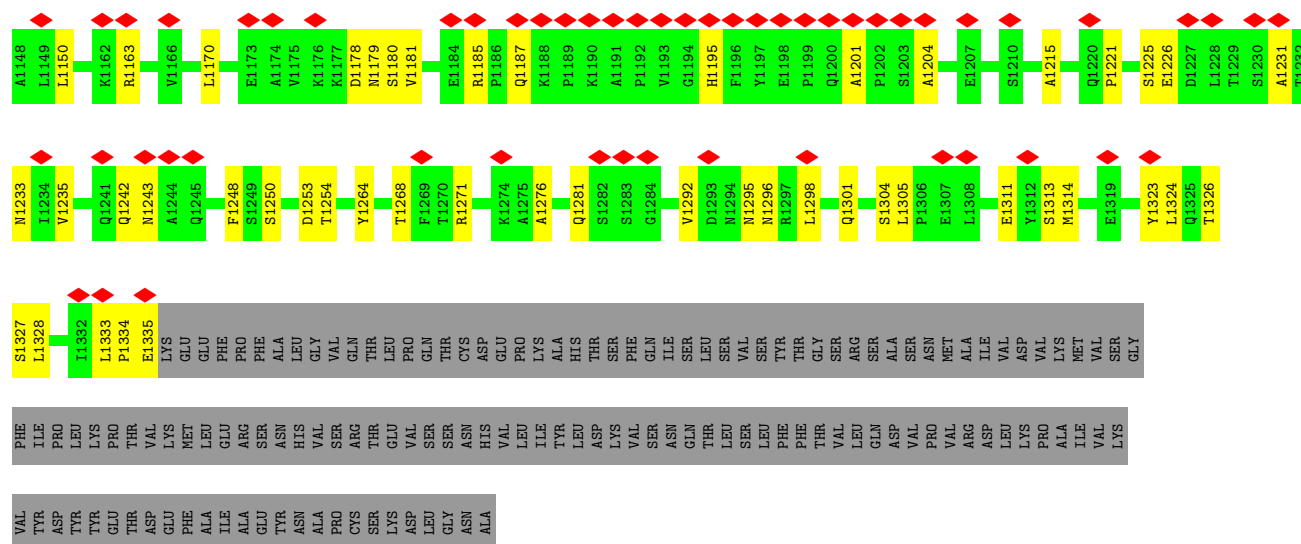 A1148 L1149 L1150 K1162 R1163 V1166 L1170 E1173 A1174 V1175 K1176 K1177 D1178 N1179 S1180 V1181 E1184 R1185 P1186 Q1187 K1188 P1189 K1190 A1191 P1192 V1193 G1194 H1195 F1196 Y1197 E1198 P1199 Q1200 A1201 P1202 S1203 A1204 E1207 S1210 A1215 Q1220 P1221 S1225 E1226 D1227 L1228 T1229 S1230 A1231 T1232
N1233 I1234 V1235 Q1241 Q1242 N1243 A1244 Q1245 F1248 S1249 S1250 D1253 T1254 Y1264 T1268 F1269 T1270 R1271 K1274 A1275 A1276 Q1281 S1282 S1283 G1284 V1292 D1293 N1294 N1295 N1296 R1297 L1298 Q1301 S1304 L1305 P1306 E1307 L1308 E1311 Y1312 S1313 M1314 E1319 Y1323 L1324 Q1325 T1326
S1327 L1328 I1332 L1333 P1334 E1335 LYS GLU GLU PHE PRO PHE ALA LEU GLY VAL GLN THR LEU PRO GLN THR CYS ASP GLU PRO LYS ALA HIS THR SER PHE GLN ILE SER LEU SER VAL SER TYR THR GLY SER ARG SER ALA SER ASN MET ALA ILE VAL ASP VAL LYS MET VAL SER GLY
PHE ILE PRO LEU LYS PRO THR VAL LYS MET LEU GLU ARG SER ASN HIS VAL SER ARG THR GLU VAL SER SER ASN HIS VAL LEU ILE TYR LEU ASP LYS VAL SER ASN GLN THR LEU SER LEU PHE PHE THR VAL LEU GLN ASP VAL PRO VAL ARG ASP LEU LYS PRO ALA ILE VAL LYS
VAL TYR ASP TYR TYR GLU THR ASP GLU PHE ALA ILE ALA GLU TYR ASN ALA PRO CYS SER LYS ASP LEU GLY ASN ALA